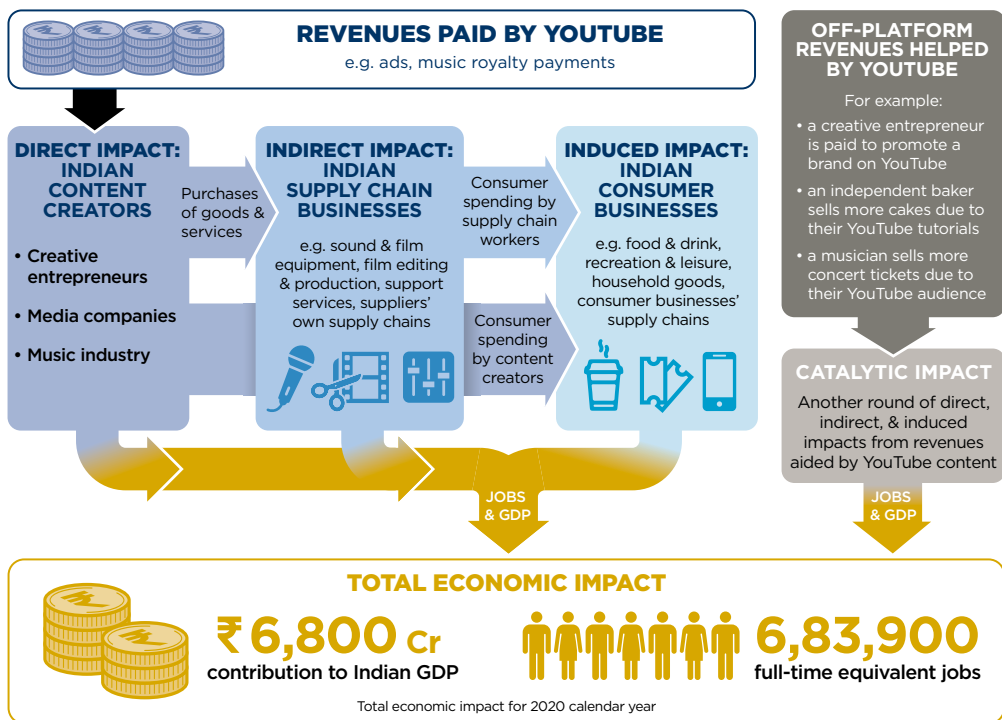 REVENUES PAID BY YOUTUBE
e.g. ads, music royalty payments
DIRECT IMPACT:
INDIAN
CONTENT
CREATORS
• Creative
entrepreneurs
• Media companies
• Music industry
Purchases
of goods &
services
INDIRECT IMPACT:
INDIAN
SUPPLY CHAIN
BUSINESSES
e.g. sound & film
equipment, film editing
& production, support
services, suppliers'
own supply chains
Consumer
spending by
supply chain
workers
Consumer
spending
by content
creators
INDUCED IMPACT:
INDIAN
CONSUMER
BUSINESSES
e.g. food & drink,
recreation & leisure,
household goods,
consumer businesses'
supply chains
OFF-PLATFORM
REVENUES HELPED
BY YOUTUBE
For example:
• a creative entrepreneur
is paid to promote a
brand on YouTube
• an independent baker
sells more cakes due to
their YouTube tutorials
• a musician sells more
concert tickets due to
their YouTube audience
CATALYTIC IMPACT
Another round of direct,
indirect, & induced
impacts from revenues
aided by YouTube content
JOBS
& GDP
JOBS
& GDP
TOTAL ECONOMIC IMPACT
₹ 6,800 Cr
contribution to Indian GDP
6,83,900
full-time equivalent jobs
Total economic impact for 2020 calendar year